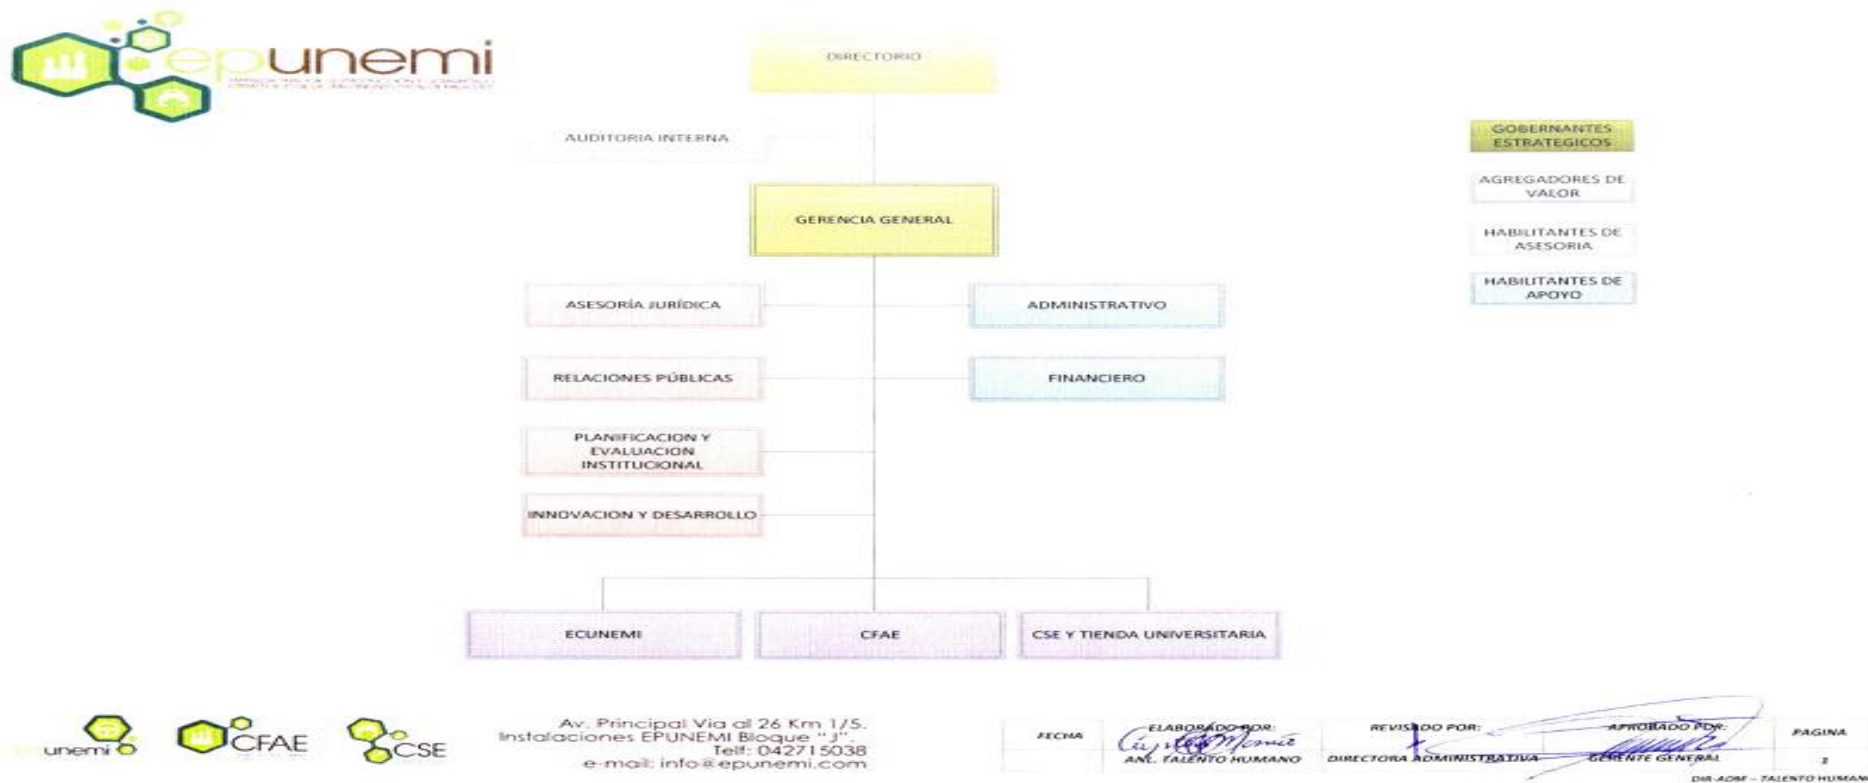 epunemi
DIRECTORIO
AUDITORIA INTERNA
GOBERNANTES
ESTRATEGICOS
AGREGADORES DE
VALOR
GERENCIA GENERAL
HABILITANTES DE
ASESORIA
HABILITANTES DE
APOYO
ASESORÍA JURÍDICA
ADMINISTRATIVO
RELACIONES PÚBLICAS
FINANCIERO
PLANIFICACION Y
EVALUACION
INSTITUCIONAL
INNOVACION Y DESARROLLO
ECUNEMI
CFAE
CSE Y TIENDA UNIVERSITARIA
unemi
CFAE
CSE
Av. Principal Via al 26 Km 1/5.
Instalaciones EPUNEMI Bloque "J".
Telf: 042715038
e-mail: info@epunemi.com
FECHA
ELABORADO POR:
ANL. TALENTO HUMANO
REVISADO POR:
DIRECTORA ADMINISTRATIVA
APROBADO POR:
GERENTE GENERAL
PAGINA
1
DIR-ADM – TALENTO HUMANO